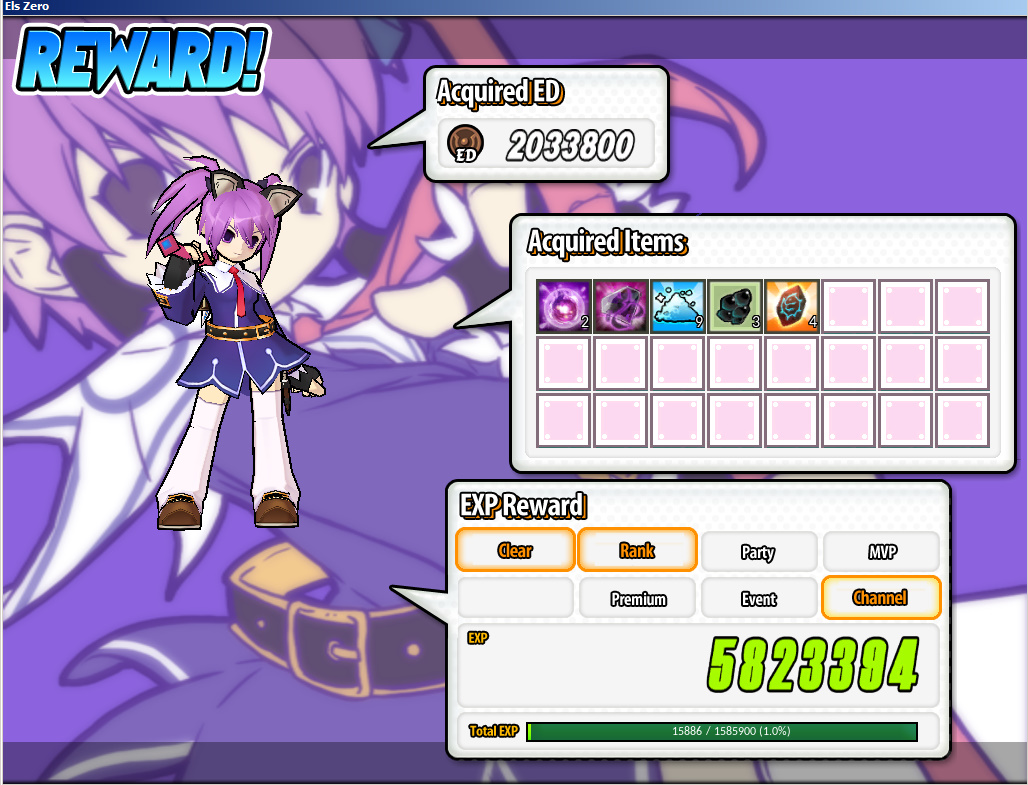 Els Zero
REWARD!
Acquired ED
ED 2033800
Acquired Items
2 9 3 4
EXP Reward
Clear Rank Party MVP
Premium Event Channel
EXP
5823394
Total EXP 15886 / 1585900 (1.0%)